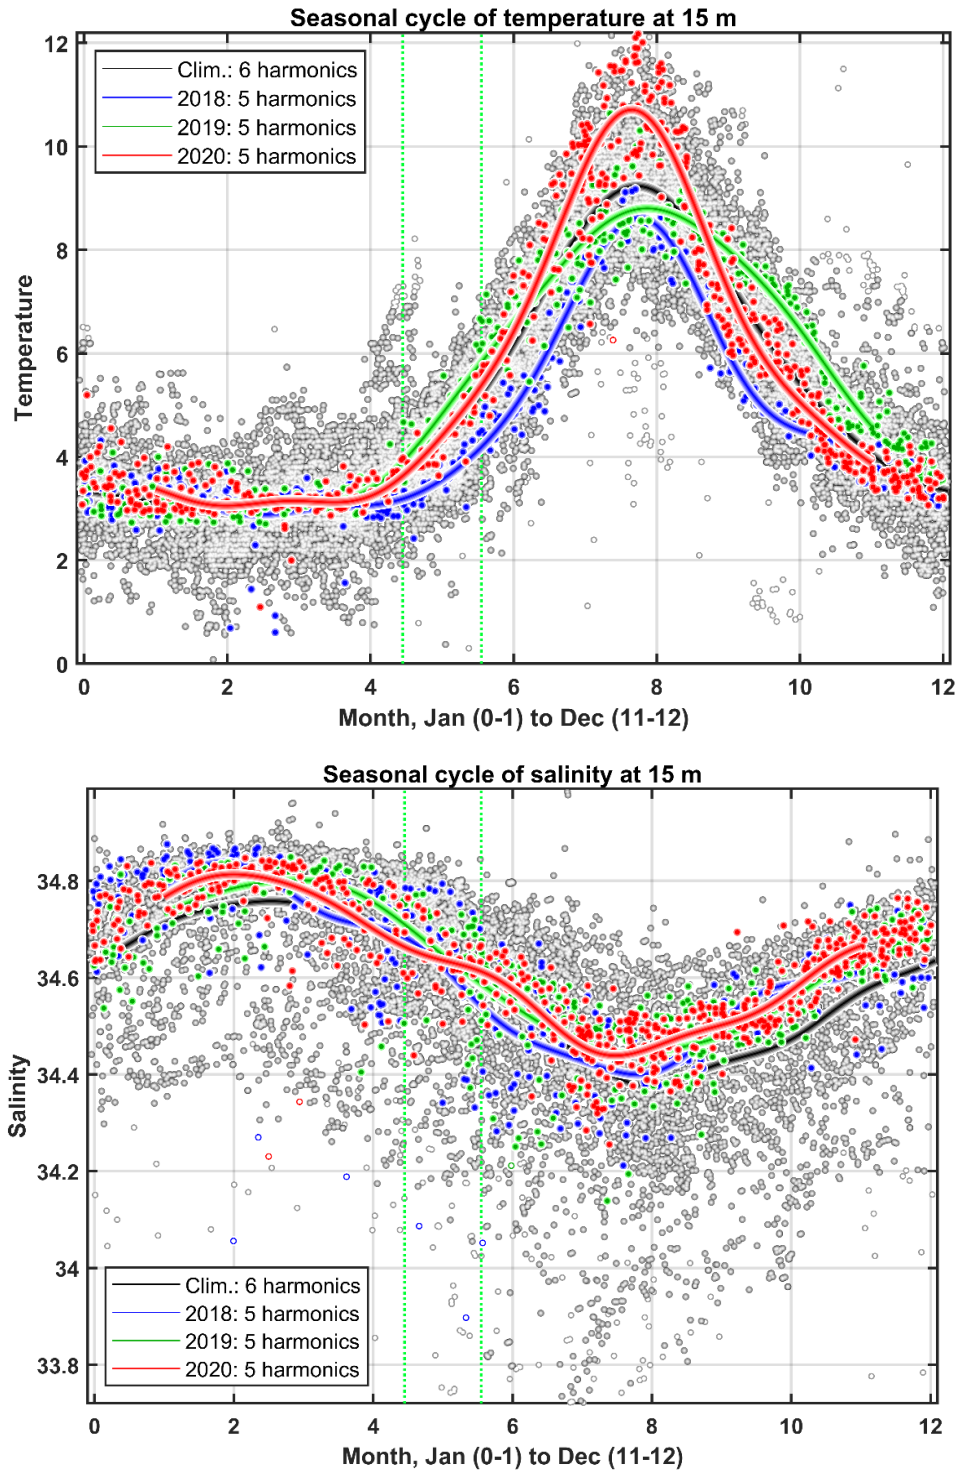 Seasonal cycle of temperature at 15 m
12
Clim.: 6 harmonics
2018: 5 harmonics
2019: 5 harmonics
2020: 5 harmonics
10
8
6
4
2
0
Temperature
0 2 4 6 8 10 12
Month, Jan (0-1) to Dec (11-12)
Seasonal cycle of salinity at 15 m
34.8
34.6
34.4
34.2
34
33.8
Salinity
Clim.: 6 harmonics
2018: 5 harmonics
2019: 5 harmonics
2020: 5 harmonics
0 2 4 6 8 10 12
Month, Jan (0-1) to Dec (11-12)